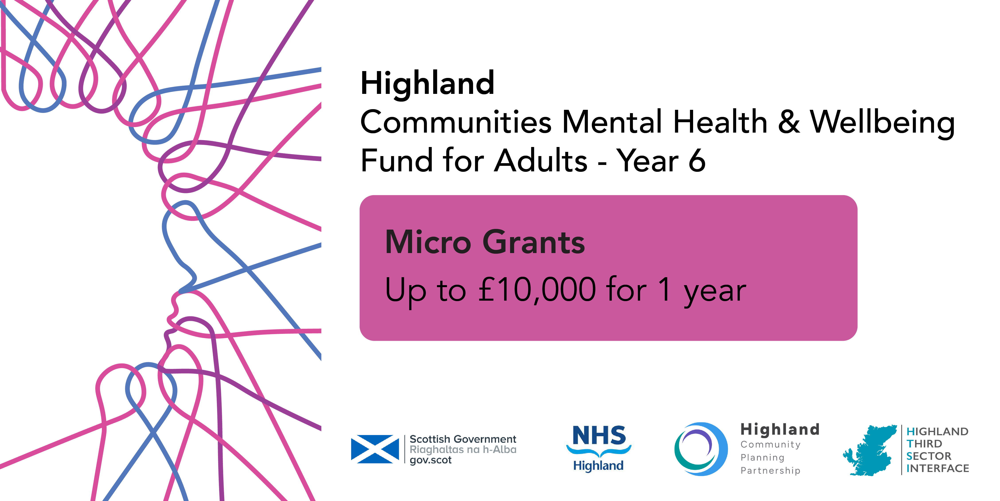 Highland
Communities Mental Health & Wellbeing
Fund for Adults - Year 6
Micro Grants
Up to £10,000 for 1 year
Scottish Government
Riaghaltas na h-Alba
gov.scot
NHS
Highland
Highland
Community
Planning
Partnership
HIGHLAND
THIRD
SECTOR
INTERFACE